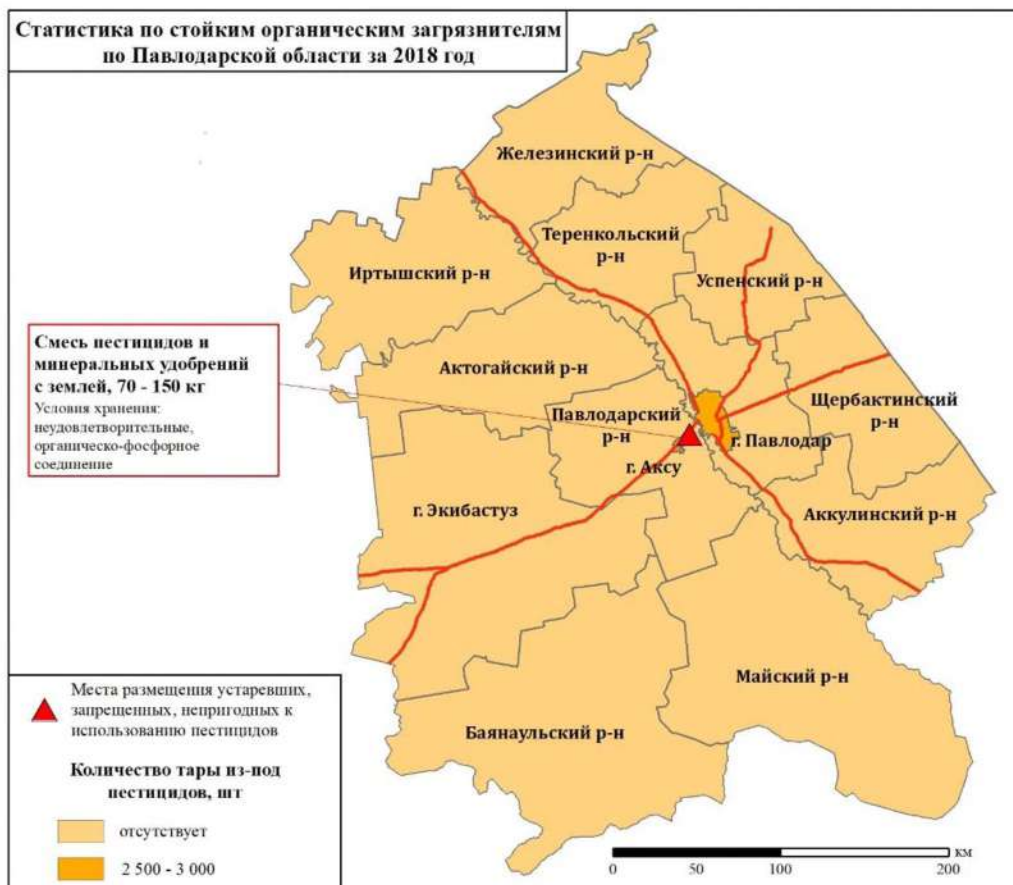 Статистика по стойким органическим загрязнителям
по Павлодарской области за 2018 год
Железинский р-н
Теренкольский
р-н
Иртышский р-н
Успенский р-н
Смесь пестицидов и
минеральных удобрений
с землей, 70 - 150 кг
Условия хранения:
неудовлетворительные,
органическо-фосфорное
соединение
Актогайский р-н
Щербактинский
р-н
Павлодарский
р-н
г. Павлодар
г. Аксу
г. Экибастуз
Аккулинский р-н
Майский р-н
Баянаульский р-н
Места размещения устаревших,
запрещенных, непригодных к
использованию пестицидов
Количество тары из-под
пестицидов, шт
отсутствует
2 500 - 3 000
км
0 50 100 200